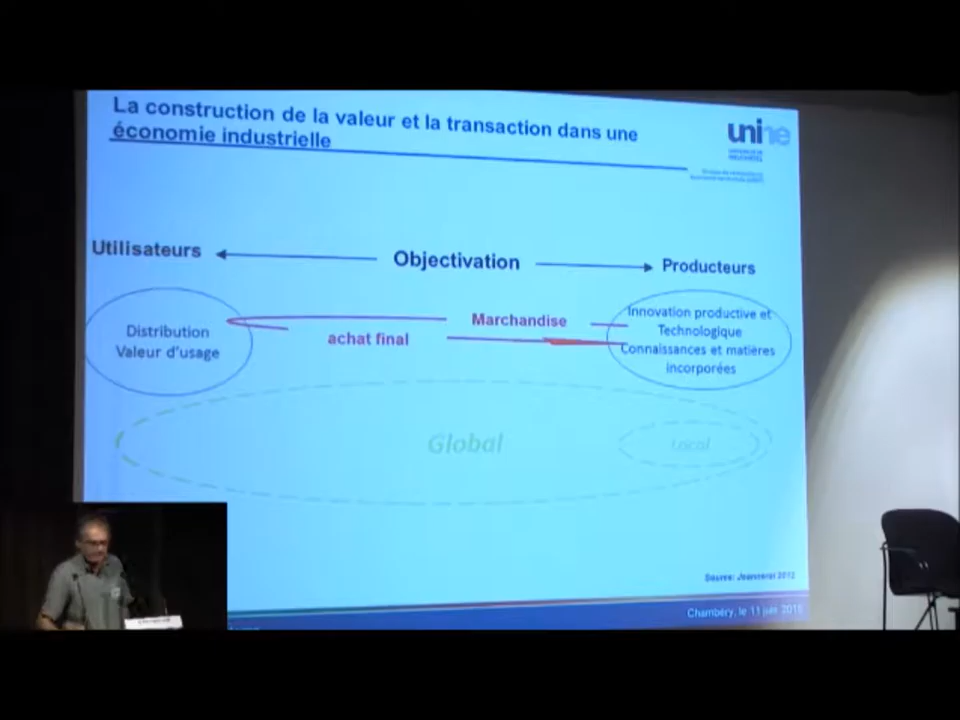 La construction de la valeur et la transaction dans une
économie industrielle
unine
Utilisateurs
Objectivation
Producteurs
Distribution
Valeur d'usage
achat final
Marchandise
Innovation productive et
Technologique
Connaissances et matières
incorporées
Global
Local
Source: Jeannerat 2012
Chambéry, le 11 juin 2015